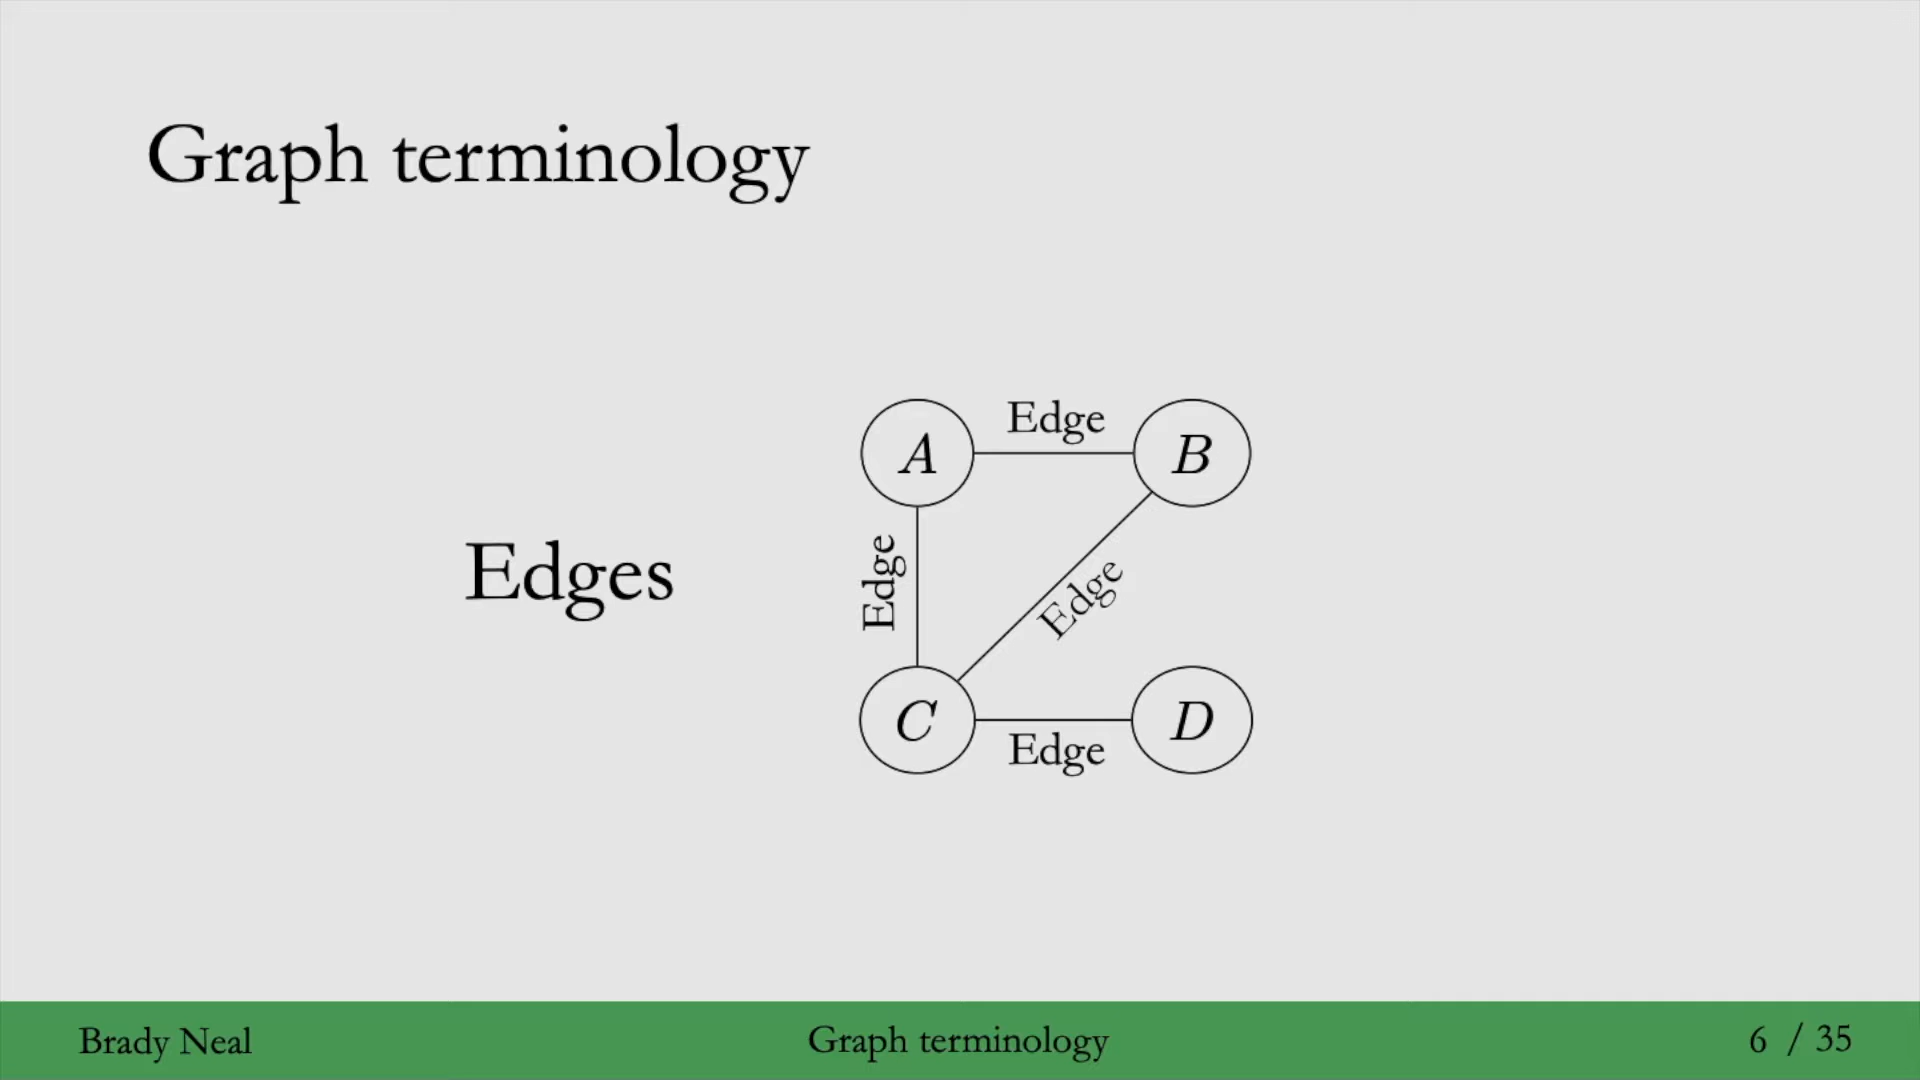 Graph terminology
Edge
A
B
Edges
Edge
Edge
C
D
Edge
Brady Neal
Graph terminology
6 / 35